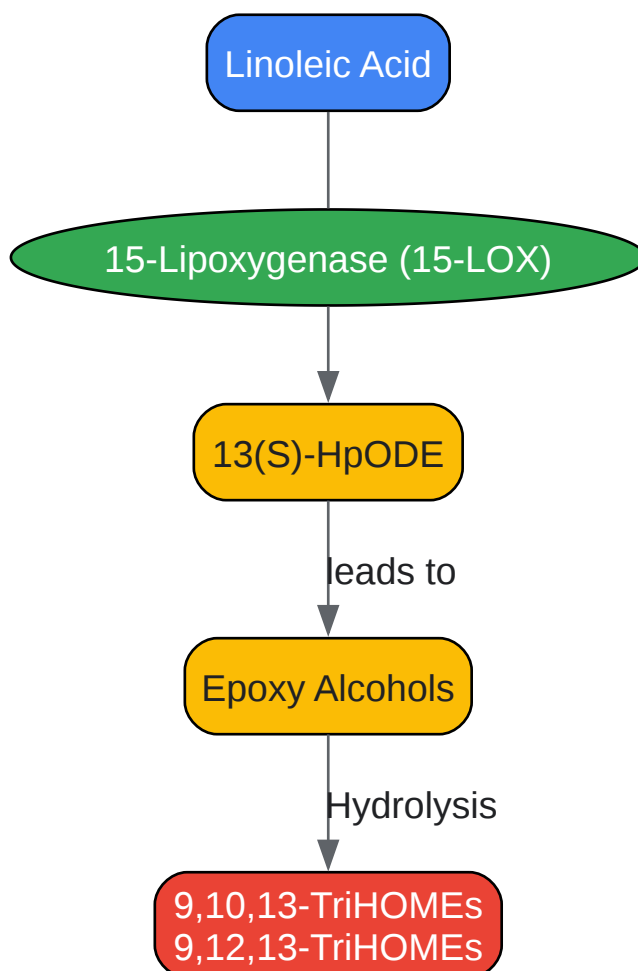 Linoleic Acid
15-Lipoxygenase (15-LOX)
13(S)-HpODE
leads to
Epoxy Alcohols
Hydrolysis
9,10,13-TriHOMEs
9,12,13-TriHOMEs